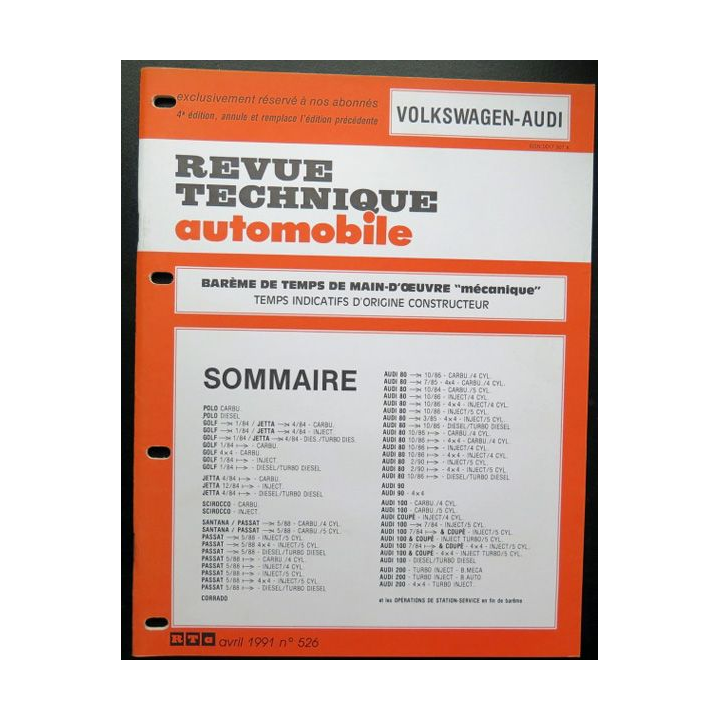 exclusivement réservé à nos abonnés
4e édition, annule et remplace l'édition précédente
VOLKSWAGEN-AUDI
REVUE
TECHNIQUE
automobile
BARÈME DE TEMPS DE MAIN-D'ŒUVRE "mécanique"
TEMPS INDICATIFS D'ORIGINE CONSTRUCTEUR
SOMMAIRE
POLO CARBU.
POLO DIESEL
GOLF → 1/84 / JETTA → 4/84 - CARBU.
GOLF → 1/84 / JETTA → 4/84 - INJECT.
GOLF → 1/84 / JETTA → 4/84 - DIES./TURBO DIES.
GOLF 1/84 → - CARBU.
GOLF 4x4 - CARBU.
GOLF 1/84 → - INJECT.
GOLF 1/84 → - DIESEL/TURBO DIESEL
JETTA 4/84 → - CARBU.
JETTA 12/84 → - INJECT.
JETTA 4/84 → - DIESEL/TURBO DIESEL
SCIROCCO - CARBU.
SCIROCCO - INJECT.
SANTANA / PASSAT → 5/88 - CARBU./4 CYL.
SANTANA / PASSAT → 5/88 - CARBU./5 CYL.
PASSAT → 5/88 - INJECT/5 CYL.
PASSAT → 5/88 4x4 - INJECT/5 CYL.
PASSAT → 5/88 - DIESEL/TURBO DIESEL
PASSAT 5/88 → - CARBU./4 CYL.
PASSAT 5/88 → - INJECT/4 CYL.
PASSAT 5/88 → - INJECT/5 CYL.
PASSAT 5/88 → - 4x4 - INJECT/5 CYL.
PASSAT 5/88 → - DIESEL/TURBO DIESEL
CORRADO
AUDI 80 → 10/86 - CARBU./4 CYL.
AUDI 80 → 7/85 - 4x4 - CARBU./4 CYL.
AUDI 80 → 10/84 - CARBU./5 CYL.
AUDI 80 → 10/86 - INJECT/4 CYL.
AUDI 80 → 10/86 - 4x4 - INJECT/4 CYL.
AUDI 80 → 10/86 - INJECT/5 CYL.
AUDI 80 → 3/85 - 4x4 - INJECT/5 CYL.
AUDI 80 → 10/86 - DIESEL/TURBO DIESEL
AUDI 80 10/86 → - CARBU./4 CYL.
AUDI 80 10/86 → - 4x4 - CARBU./4 CYL.
AUDI 80 10/86 → - INJECT/4 CYL.
AUDI 80 10/86 → - 4x4 - INJECT/4 CYL.
AUDI 80 2/90 → - INJECT/5 CYL.
AUDI 80 2/90 → - 4x4 - INJECT/5 CYL.
AUDI 80 10/86 → - DIESEL/TURBO DIESEL
AUDI 90
AUDI 90 - 4x4
AUDI 100 - CARBU./4 CYL.
AUDI 100 - CARBU./5 CYL.
AUDI COUPÉ - INJECT/4 CYL.
AUDI 100 → 7/84 - INJECT/5 CYL.
AUDI 100 7/84 → & COUPÉ - INJECT/5 CYL.
AUDI 100 & COUPÉ - INJECT TURBO/5 CYL.
AUDI 100 7/84 → & COUPÉ - 4x4 - INJECT/5 CYL.
AUDI 100 & COUPÉ - 4x4 - INJECT TURBO/5 CYL.
AUDI 100 - DIESEL/TURBO DIESEL
AUDI 200 - TURBO INJECT - B.MECA
AUDI 200 - TURBO INJECT - B.AUTO
AUDI 200 - 4x4 - TURBO INJECT.
et les OPÉRATIONS DE STATION-SERVICE en fin de barème
RTa avril 1991 n° 526